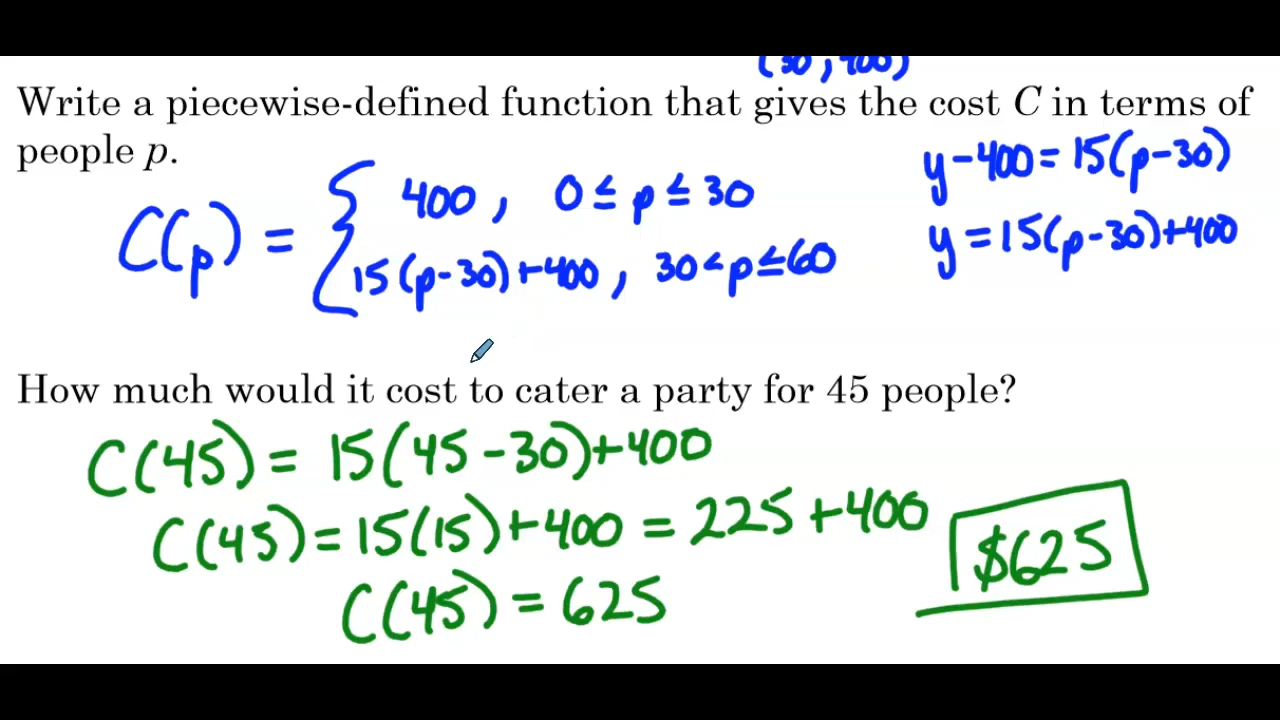 (30, 400)
Write a piecewise-defined function that gives the cost C in terms of
people p.
y - 400 = 15(p - 30)
y = 15(p - 30) + 400
C(p) = { 400 , 0 ≤ p ≤ 30
15(p - 30) + 400 , 30 < p ≤ 60
How much would it cost to cater a party for 45 people?
C(45) = 15(45 - 30) + 400
C(45) = 15(15) + 400 = 225 + 400
C(45) = 625
$625